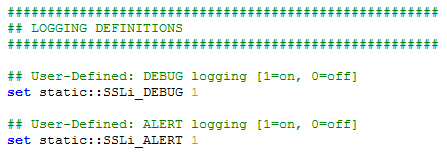 ######################################################
## LOGGING DEFINITIONS
######################################################
## User-Defined: DEBUG logging [1=on, 0=off]
set static::SSLi_DEBUG 1
## User-Defined: ALERT logging [1=on, 0=off]
set static::SSLi_ALERT 1